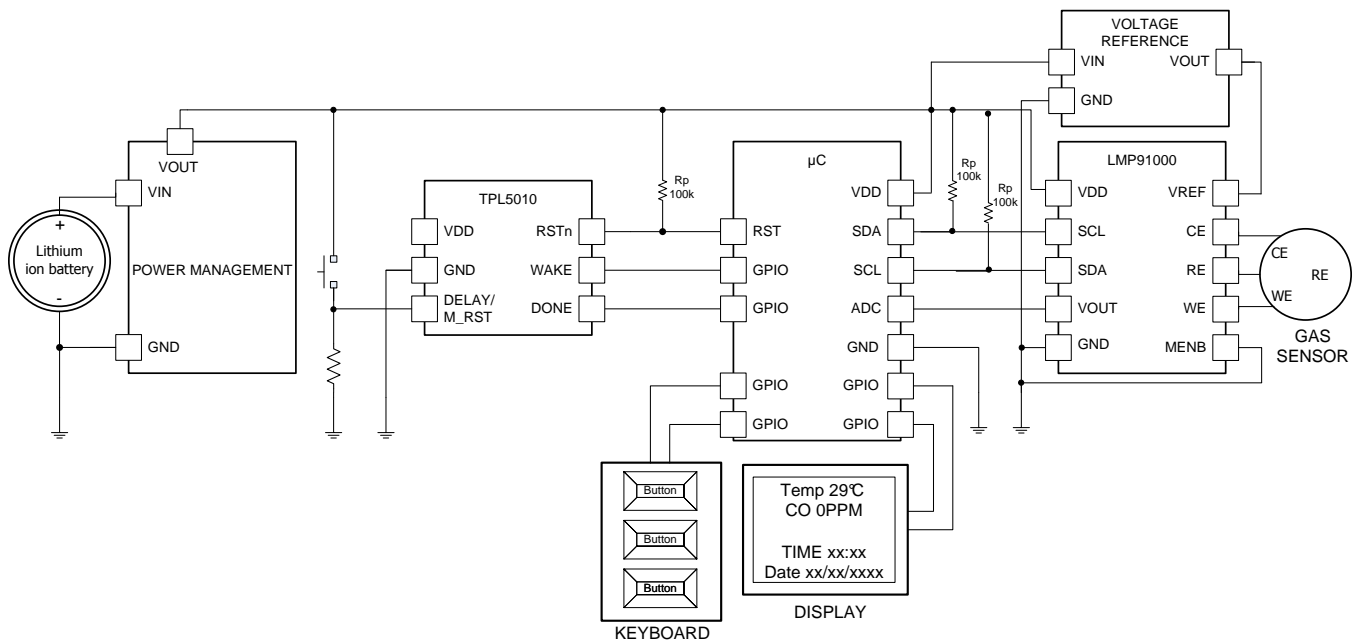 VOLTAGE
REFERENCE
VIN
VOUT
GND
VOUT
VIN
POWER MANAGEMENT
GND
+
Lithium
ion battery
-
TPL5010
VDD
GND
DELAY/
M_RST
RSTn
WAKE
DONE
Rp
100k
µC
RST
GPIO
GPIO
GPIO
GPIO
VDD
SDA
SCL
ADC
GND
GPIO
GPIO
Rp
100k
Rp
100k
LMP91000
VDD
SCL
SDA
VOUT
GND
VREF
CE
RE
WE
MENB
CE
RE
WE
GAS
SENSOR
Button
Button
Button
KEYBOARD
Temp 29°C
CO 0PPM
TIME xx:xx
Date xx/xx/xxxx
DISPLAY